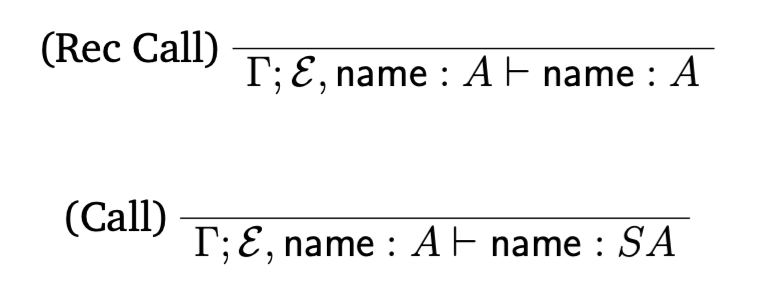 (Rec Call) Γ; ℰ, name : A ⊢ name : A
(Call) Γ; ℰ, name : A ⊢ name : SA